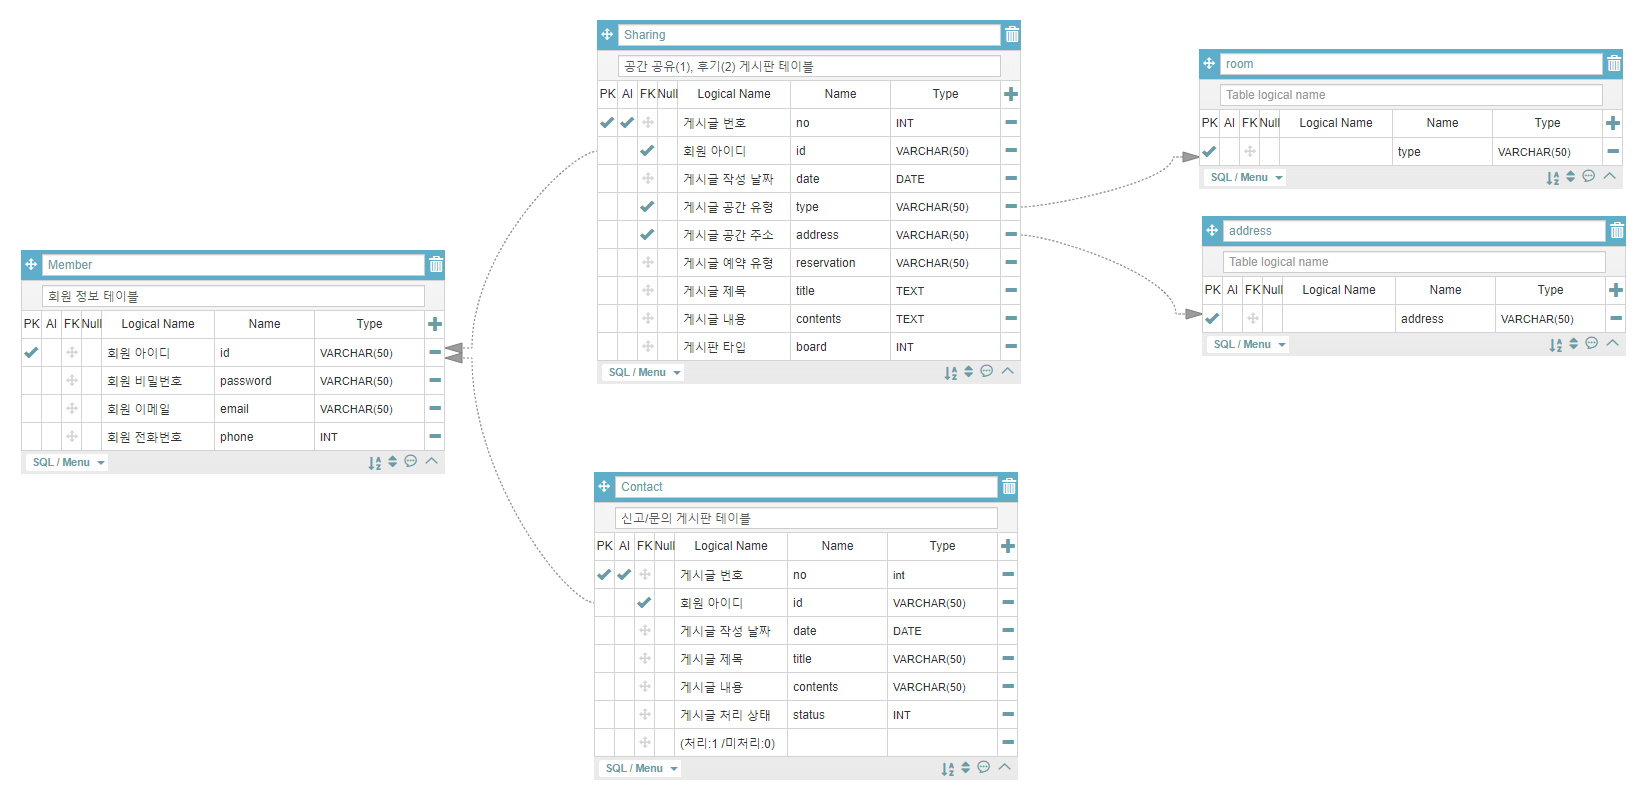 Member
회원 정보 테이블
PK AI FK Null Logical Name Name Type
회원 아이디 id VARCHAR(50)
회원 비밀번호 password VARCHAR(50)
회원 이메일 email VARCHAR(50)
회원 전화번호 phone INT
SQL / Menu
Sharing
공간 공유(1), 후기(2) 게시판 테이블
PK AI FK Null Logical Name Name Type
게시글 번호 no INT
회원 아이디 id VARCHAR(50)
게시글 작성 날짜 date DATE
게시글 공간 유형 type VARCHAR(50)
게시글 공간 주소 address VARCHAR(50)
게시글 예약 유형 reservation VARCHAR(50)
게시글 제목 title TEXT
게시글 내용 contents TEXT
게시판 타입 board INT
SQL / Menu
Contact
신고/문의 게시판 테이블
PK AI FK Null Logical Name Name Type
게시글 번호 no int
회원 아이디 id VARCHAR(50)
게시글 작성 날짜 date DATE
게시글 제목 title VARCHAR(50)
게시글 내용 contents VARCHAR(50)
게시글 처리 상태 status INT
(처리:1 /미처리:0)
SQL / Menu
room
Table logical name
PK AI FK Null Logical Name Name Type
type VARCHAR(50)
SQL / Menu
address
Table logical name
PK AI FK Null Logical Name Name Type
address VARCHAR(50)
SQL / Menu